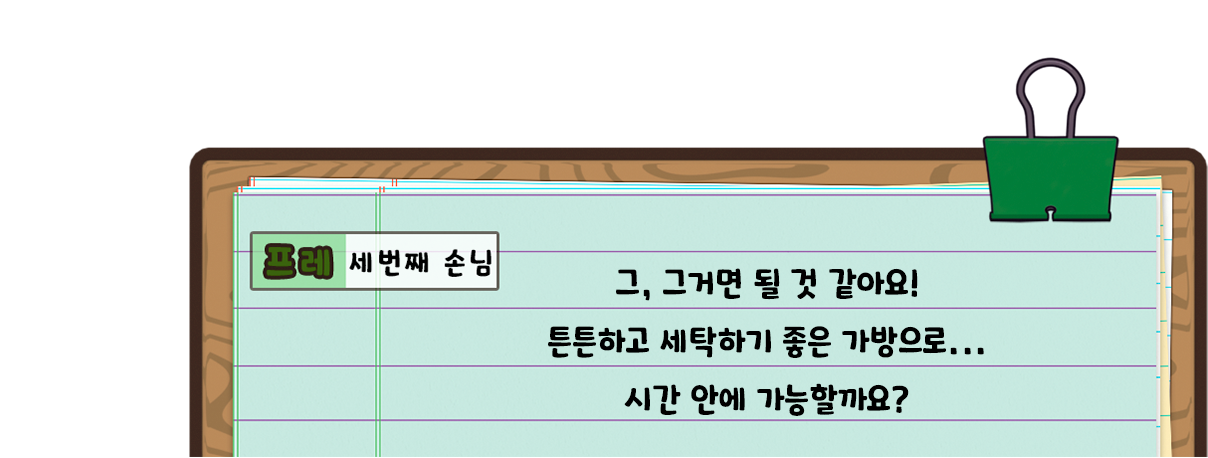 프레 세번째 손님
그, 그거면 될 것 같아요!
튼튼하고 세탁하기 좋은 가방으로...
시간 안에 가능할까요?